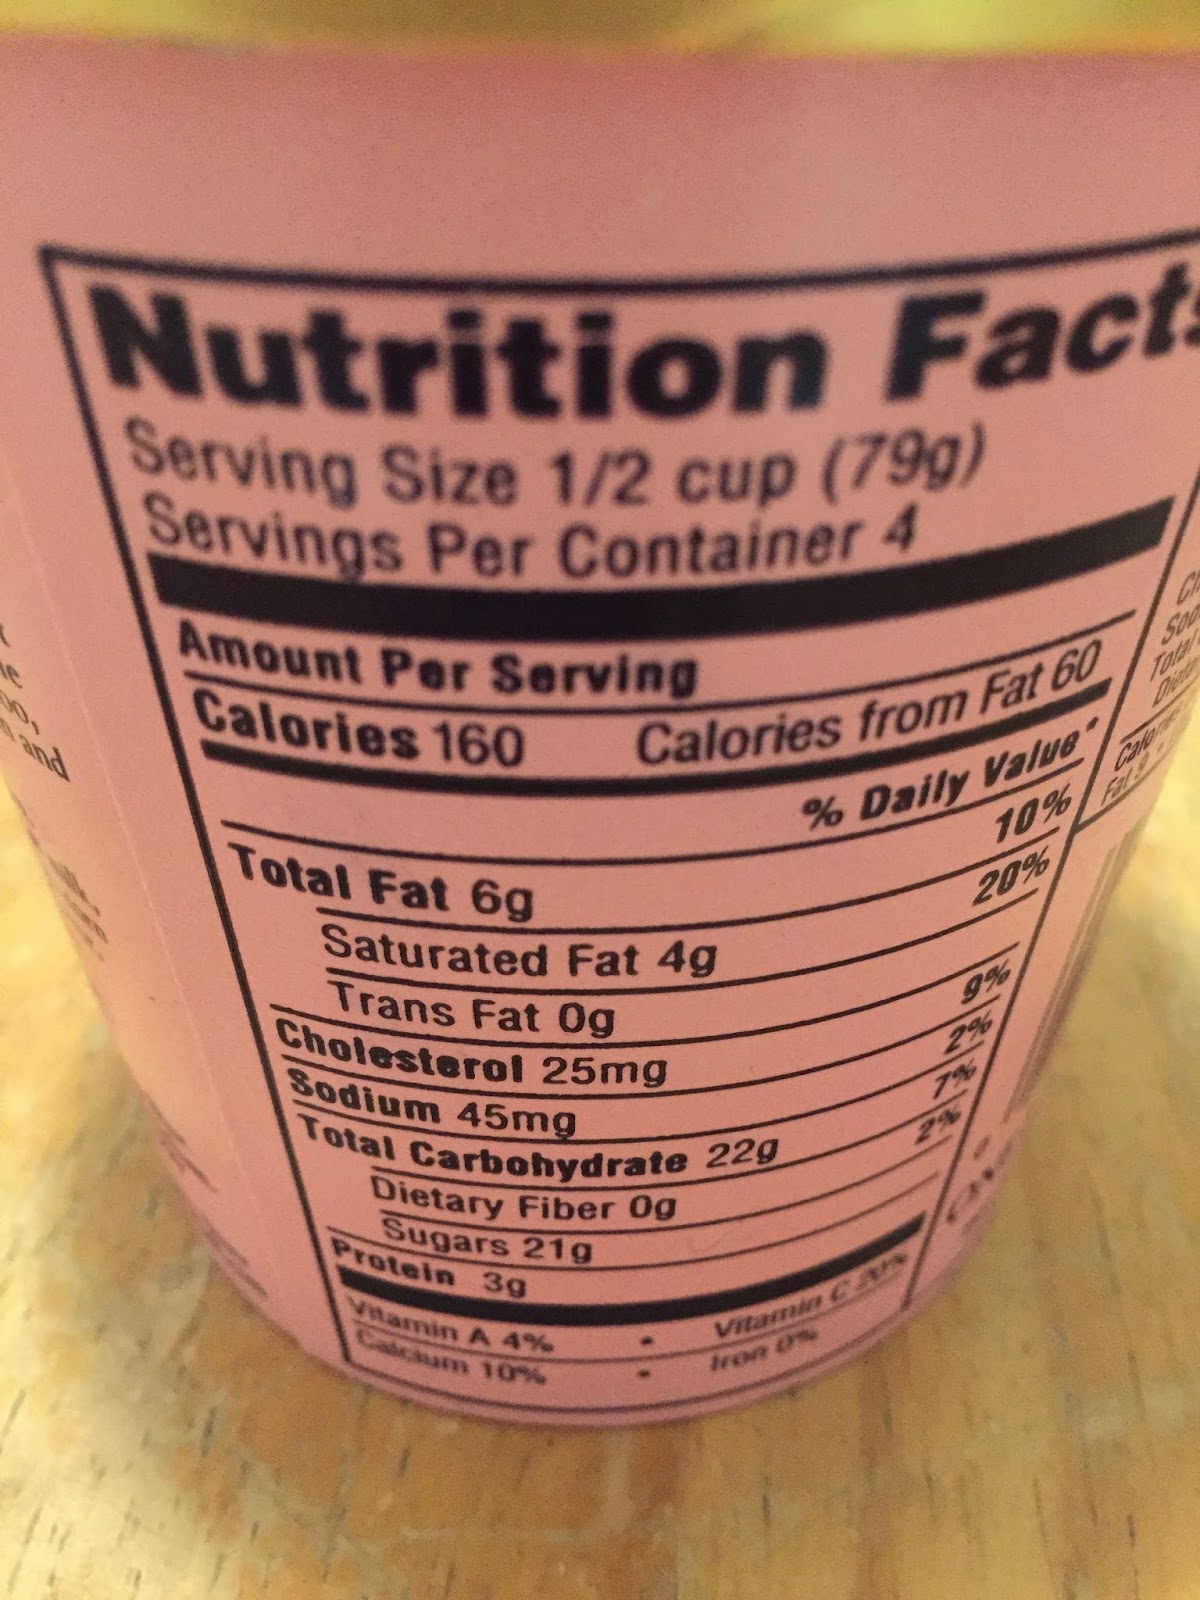 Nutrition Facts
Serving Size 1/2 cup (79g)
Servings Per Container 4
Amount Per Serving
Calories 160 Calories from Fat 60
% Daily Value*
Total Fat 6g 10%
Saturated Fat 4g 20%
Trans Fat 0g
Cholesterol 25mg 9%
Sodium 45mg 2%
Total Carbohydrate 22g 7%
Dietary Fiber 0g 2%
Sugars 21g
Protein 3g
Vitamin A 4% • Vitamin C 20%
Calcium 10% • Iron 0%
and